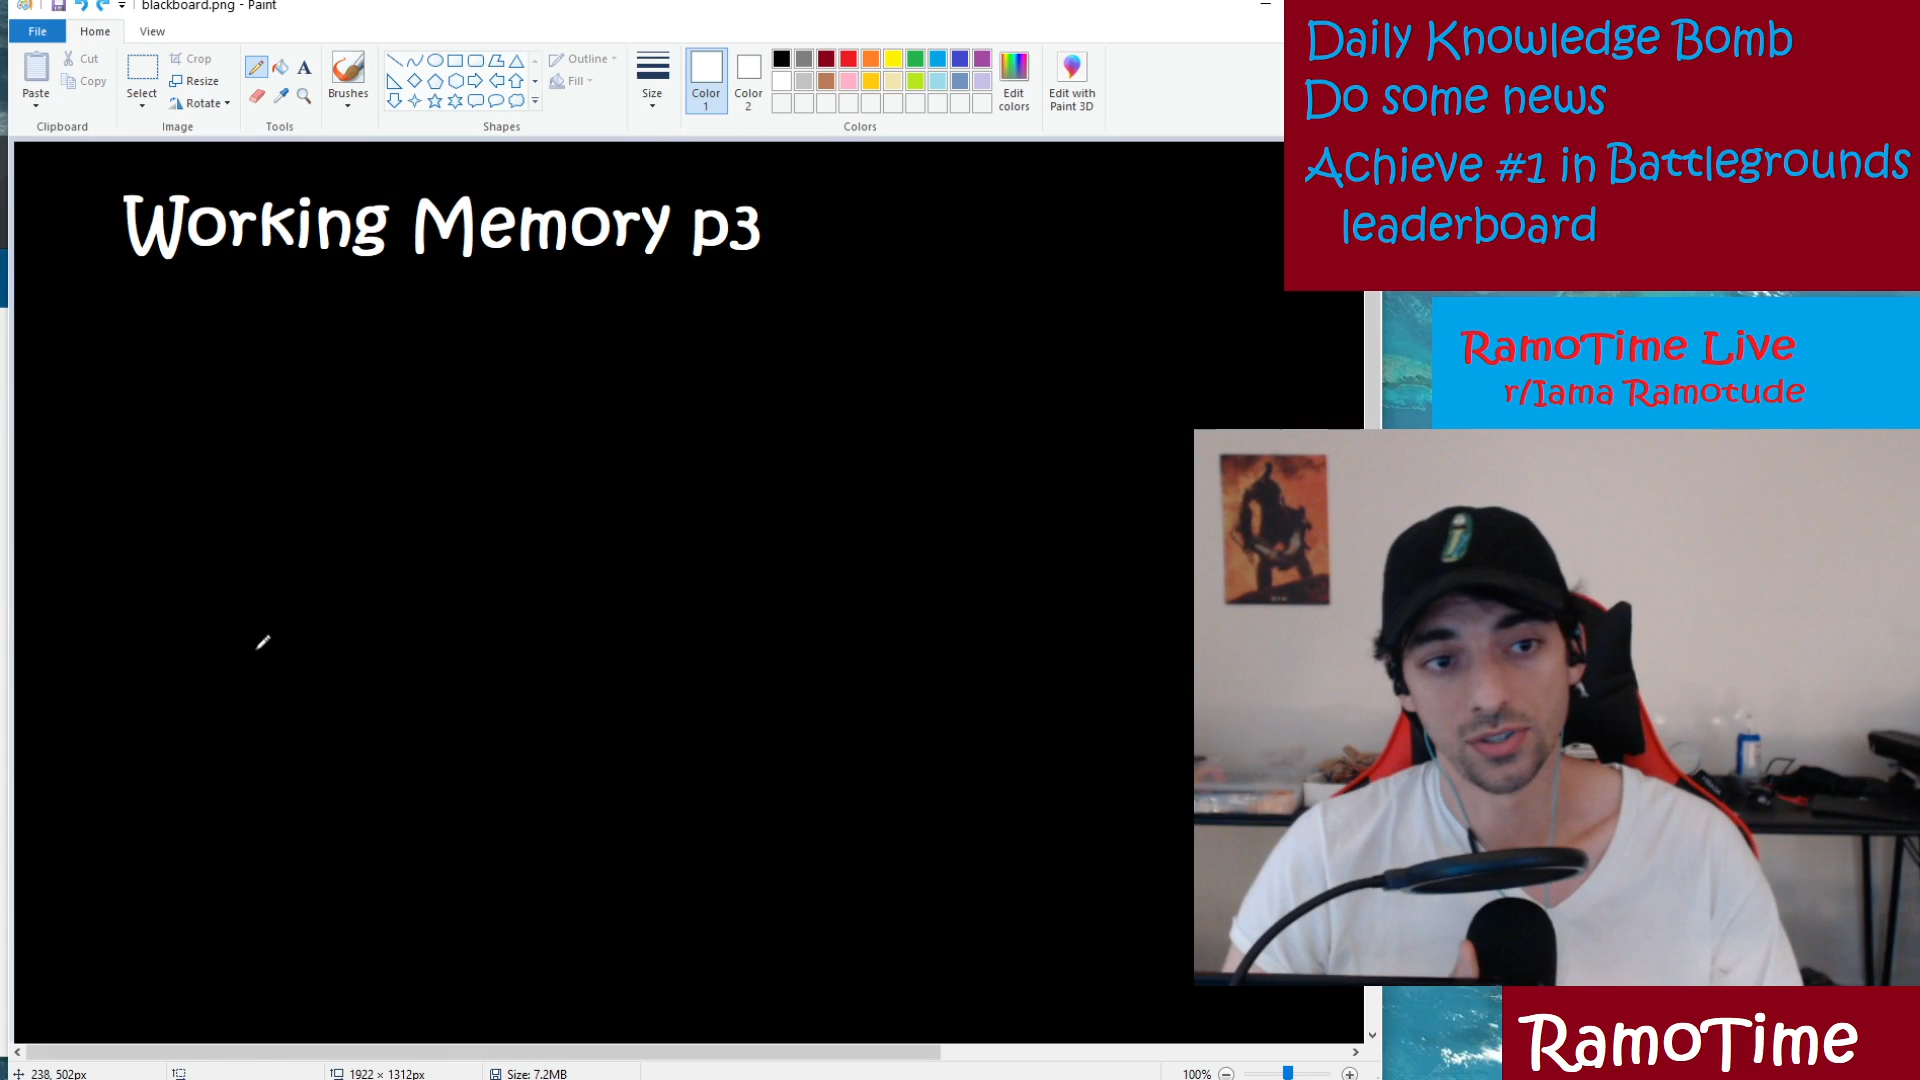 blackboard.png - Paint
File Home View
Paste Cut Copy Clipboard
Select Crop Resize Rotate Image
Tools
Brushes
Shapes
Outline Fill
Size
Color 1
Color 2
Colors
Edit colors
Edit with Paint 3D
Working Memory p3
Daily Knowledge Bomb
Do some news
Achieve #1 in Battlegrounds
leaderboard
RamoTime Live
r/Iama Ramotude
RamoTime
238, 502px
1922 × 1312px
Size: 7.2MB
100%